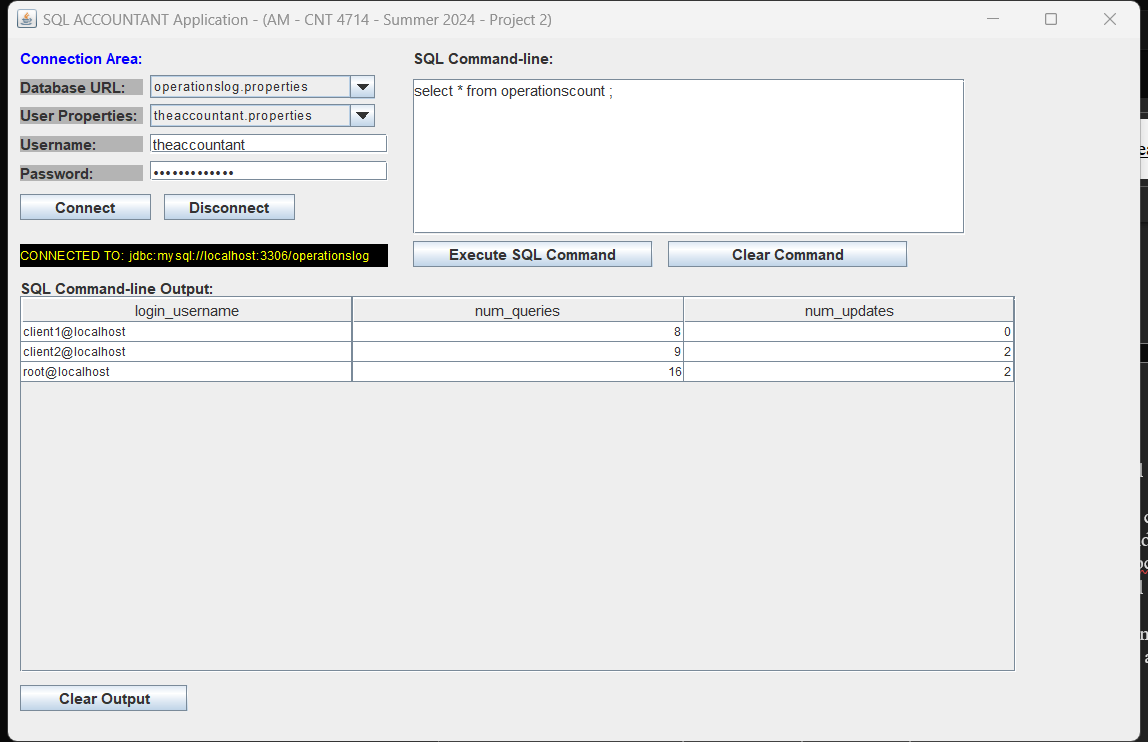 SQL ACCOUNTANT Application - (AM - CNT 4714 - Summer 2024 - Project 2)
Connection Area:
Database URL: operationslog.properties
User Properties: theaccountant.properties
Username: theaccountant
Password: •••••••••••••
Connect Disconnect
CONNECTED TO: jdbc:mysql://localhost:3306/operationslog
SQL Command-line:
select * from operationscount ;
Execute SQL Command Clear Command
SQL Command-line Output:
login_username num_queries num_updates
client1@localhost 8 0
client2@localhost 9 2
root@localhost 16 2
Clear Output